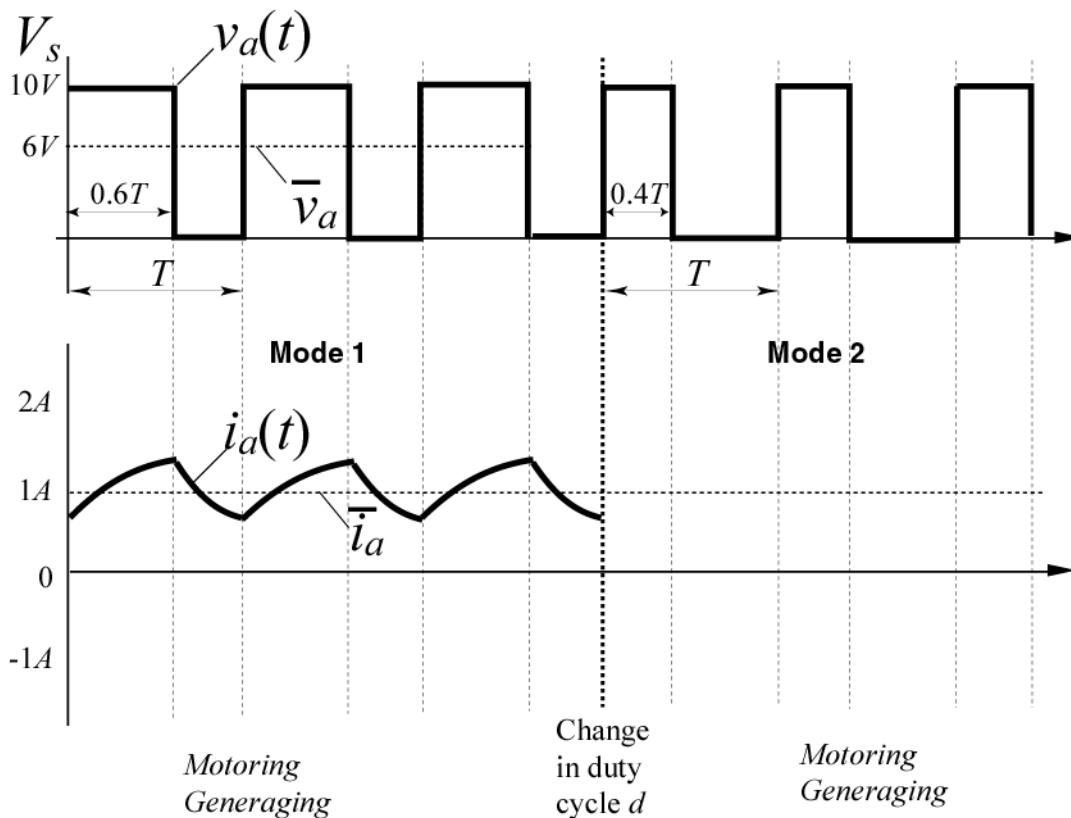 V_s
v_a(t)
10V
6V
0.6T
v̅_a
0.4T
T
T
Mode 1
Mode 2
2A
i_a(t)
1A
i̅_a
0
-1A
Motoring
Generaging
Change
in duty
cycle d
Motoring
Generaging